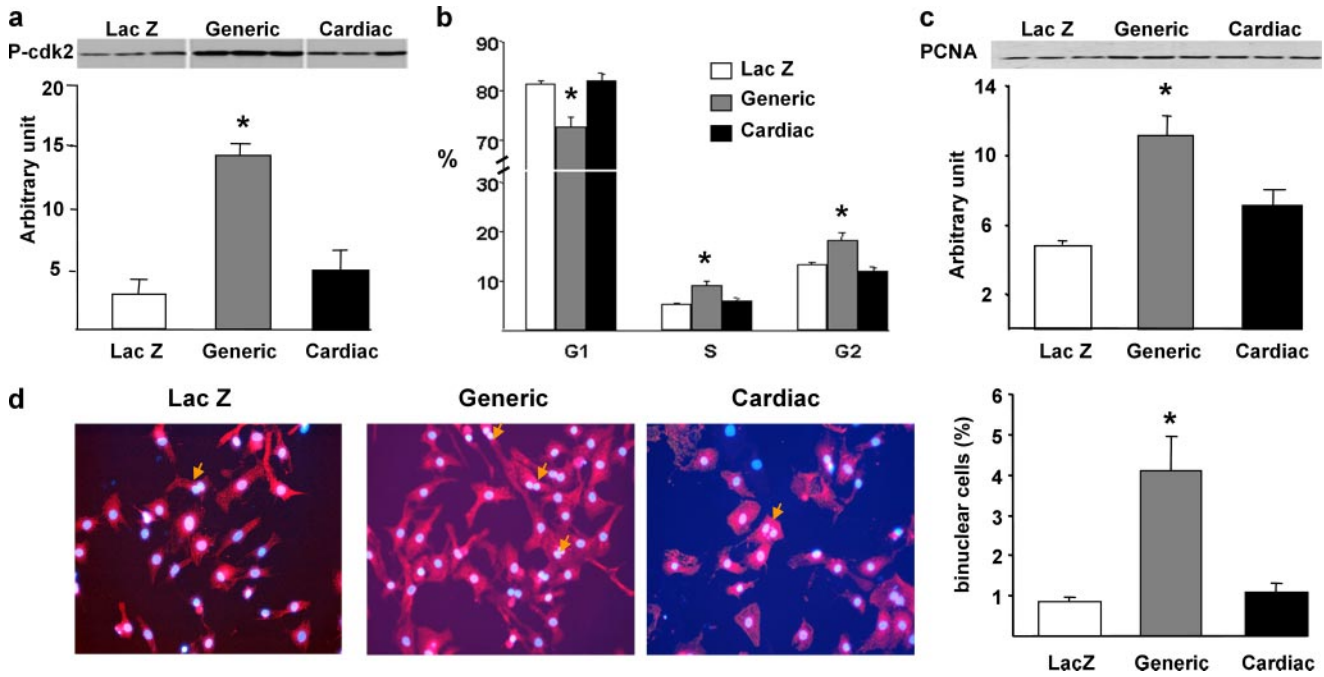 a
Lac Z Generic Cardiac
P-cdk2
20
15
10
5
Arbitrary unit
*
Lac Z Generic Cardiac
b
90
80
70
%
30
20
10
*
*
*
Lac Z
Generic
Cardiac
G1 S G2
c
Lac Z Generic Cardiac
PCNA
14
10
6
2
Arbitrary unit
*
Lac Z Generic Cardiac
d
Lac Z Generic Cardiac
6
5
4
3
2
1
binuclear cells (%)
*
LacZ Generic Cardiac